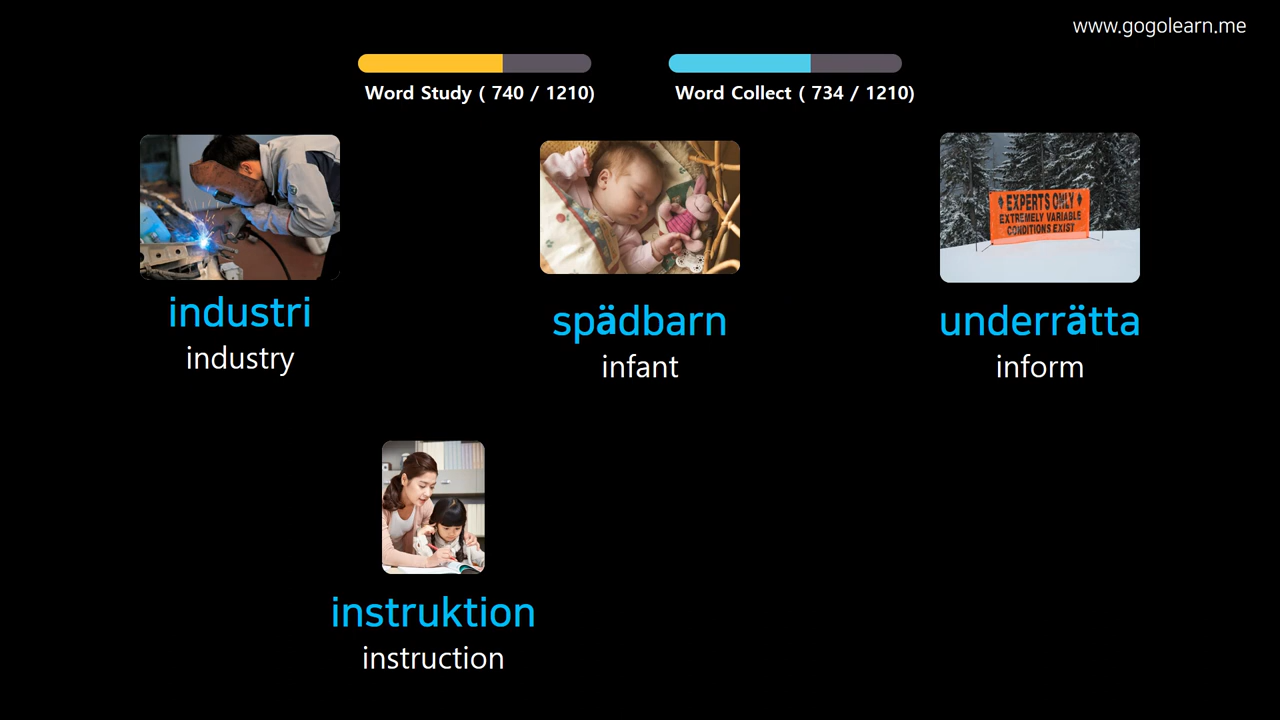 www.gogolearn.me
Word Study ( 740 / 1210)
Word Collect ( 734 / 1210)
EXPERTS ONLY
EXTREMELY VARIABLE
CONDITIONS EXIST
industri
industry
spädbarn
infant
underrätta
inform
instruktion
instruction